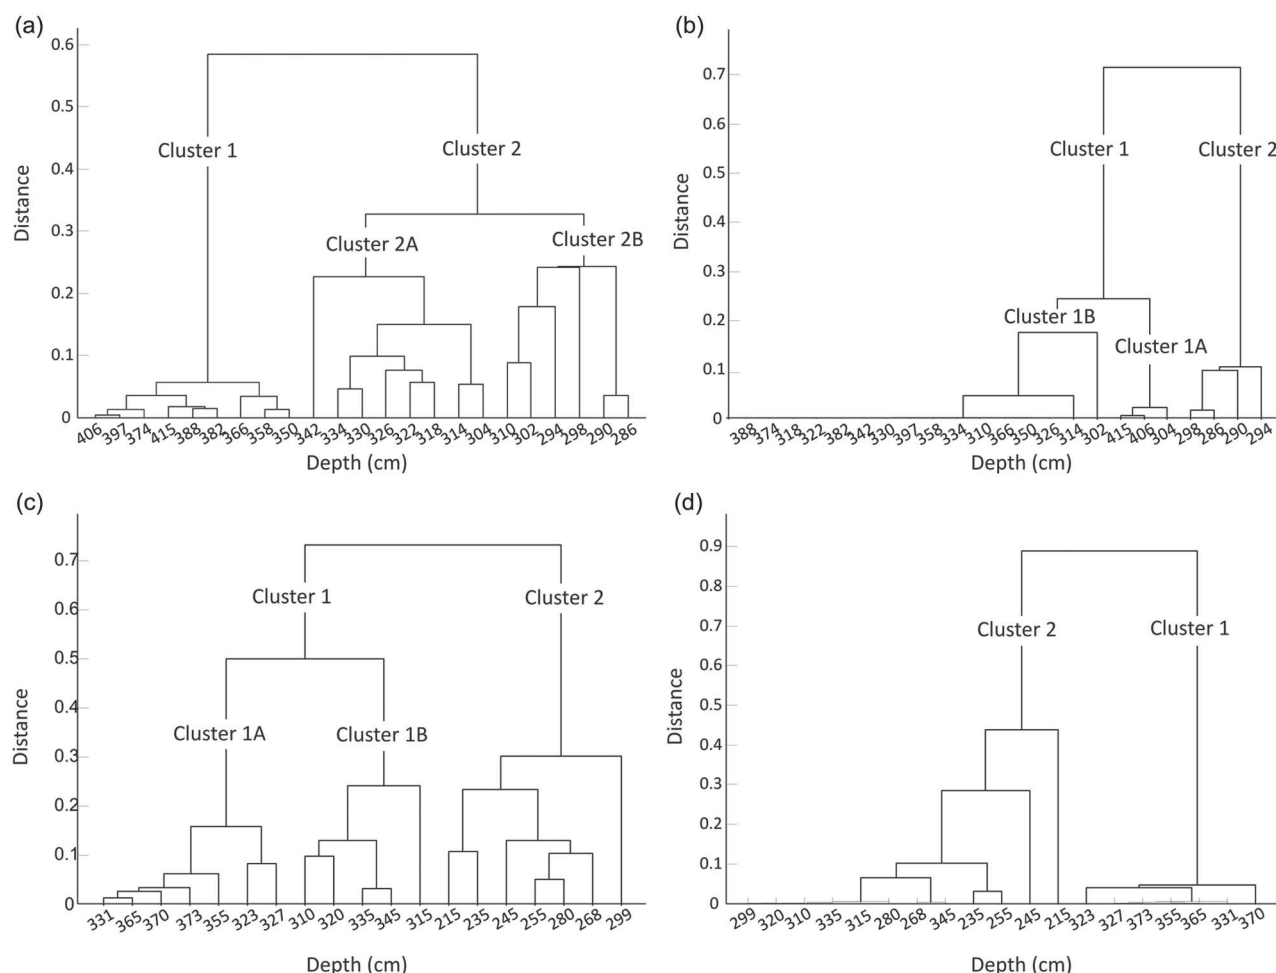 (a)
0.6
0.5
0.4
0.3
0.2
0.1
0
Distance
Cluster 1
Cluster 2
Cluster 2A
Cluster 2B
406 397 374 415 388 382 366 358 350 342 334 330 326 322 318 314 304 310 302 294 298 290 286
Depth (cm)
(b)
0.7
0.6
0.5
0.4
0.3
0.2
0.1
0
Distance
Cluster 1
Cluster 2
Cluster 1B
Cluster 1A
388 374 318 322 382 342 330 397 358 334 310 366 350 326 314 302 415 406 304 298 286 290 294
Depth (cm)
(c)
0.7
0.6
0.5
0.4
0.3
0.2
0.1
0
Distance
Cluster 1
Cluster 2
Cluster 1A
Cluster 1B
331 365 370 373 355 323 327 310 320 335 345 315 215 235 245 255 280 268 299
Depth (cm)
(d)
0.9
0.8
0.7
0.6
0.5
0.4
0.3
0.2
0.1
0
Distance
Cluster 2
Cluster 1
299 320 310 335 315 280 268 345 235 255 245 215 323 327 373 355 365 331 370
Depth (cm)